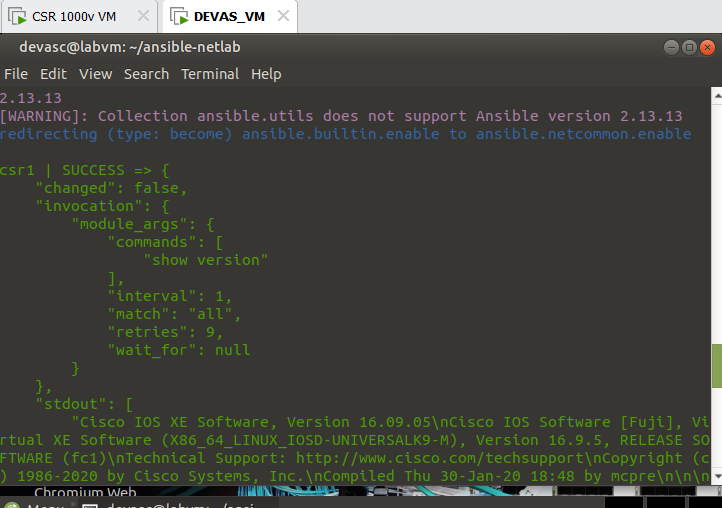 CSR 1000v VM
DEVAS_VM
devasc@labvm: ~/ansible-netlab
File Edit View Search Terminal Help
2.13.13
[WARNING]: Collection ansible.utils does not support Ansible version 2.13.13
redirecting (type: become) ansible.builtin.enable to ansible.netcommon.enable
csr1 | SUCCESS => {
    "changed": false,
    "invocation": {
        "module_args": {
            "commands": [
                "show version"
            ],
            "interval": 1,
            "match": "all",
            "retries": 9,
            "wait_for": null
        }
    },
    "stdout": [
        "Cisco IOS XE Software, Version 16.09.05\nCisco IOS Software [Fuji], Vi
rtual XE Software (X86_64_LINUX_IOSD-UNIVERSALK9-M), Version 16.9.5, RELEASE SO
FTWARE (fc1)\nTechnical Support: http://www.cisco.com/techsupport\nCopyright (c
) 1986-2020 by Cisco Systems, Inc.\nCompiled Thu 30-Jan-20 18:48 by mcpre\n\n\n
Chromium Web
Menu
devasc@labvm: ~/ansi